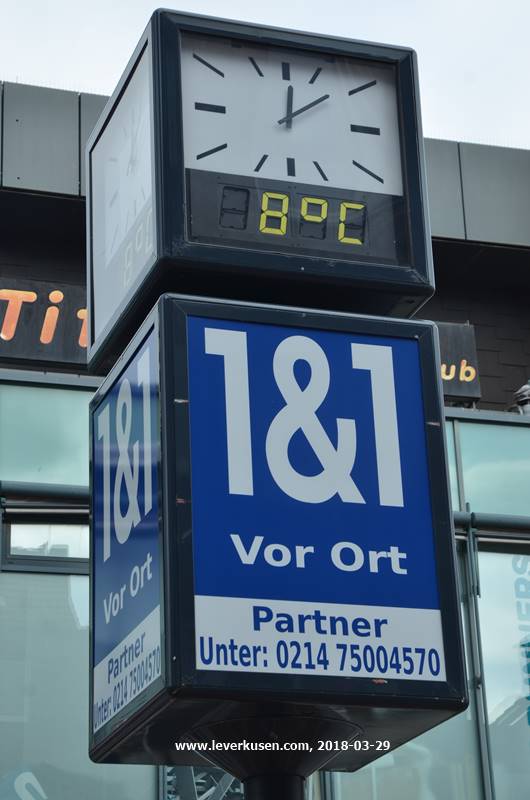 8°C
Tit
ub
1&1
Vor Ort
Partner
Unter: 0214 75004570
1&1
Vor Ort
Partner
Unter: 0214 75004570
www.leverkusen.com, 2018-03-29